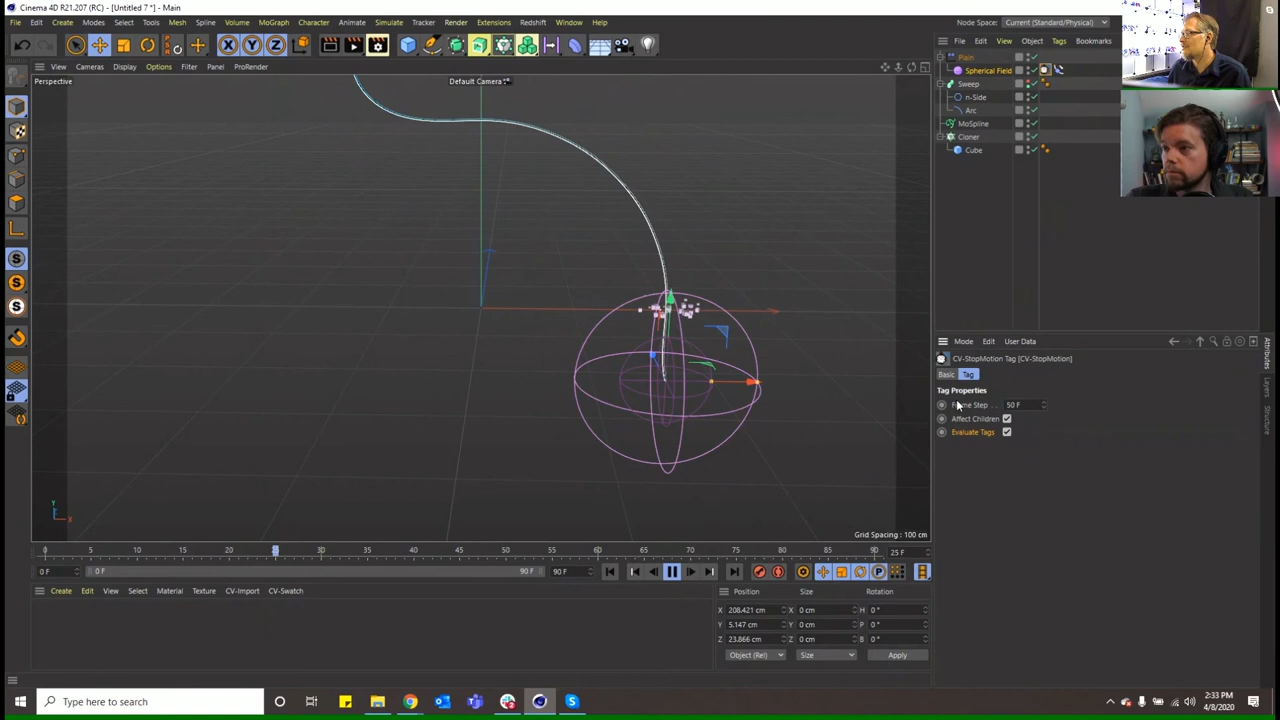 Cinema 4D R21.207 (RC) - [Untitled 7 *] - Main
File Edit Create Modes Select Tools Mesh Spline Volume MoGraph Character Animate Simulate Tracker Render Extensions Redshift Window Help
Node Space: Current (Standard/Physical)
File Edit View Object Tags Bookmarks
View Cameras Display Options Filter Panel ProRender
Perspective
Default Camera
Plain
Spherical Field
Sweep
n-Side
Arc
MoSpline
Cloner
Cube
Mode Edit User Data
CV-StopMotion Tag [CV-StopMotion]
Basic Tag
Tag Properties
Frame Step 50 F
Affect Children
Evaluate Tags
Attributes
Layers
Structure
Y
X
Grid Spacing : 100 cm
0 5 10 15 20 25 30 35 40 45 50 55 60 65 70 75 80 85 90 25 F
0 F 0 F 90 F 90 F
Create Edit View Select Material Texture CV-Import CV-Swatch
Position Size Rotation
X 208.421 cm X 0 cm H 0 °
Y 5.147 cm Y 0 cm P 0 °
Z 23.866 cm Z 0 cm B 0 °
Object (Rel) Size Apply
Type here to search
2:33 PM
4/8/2020